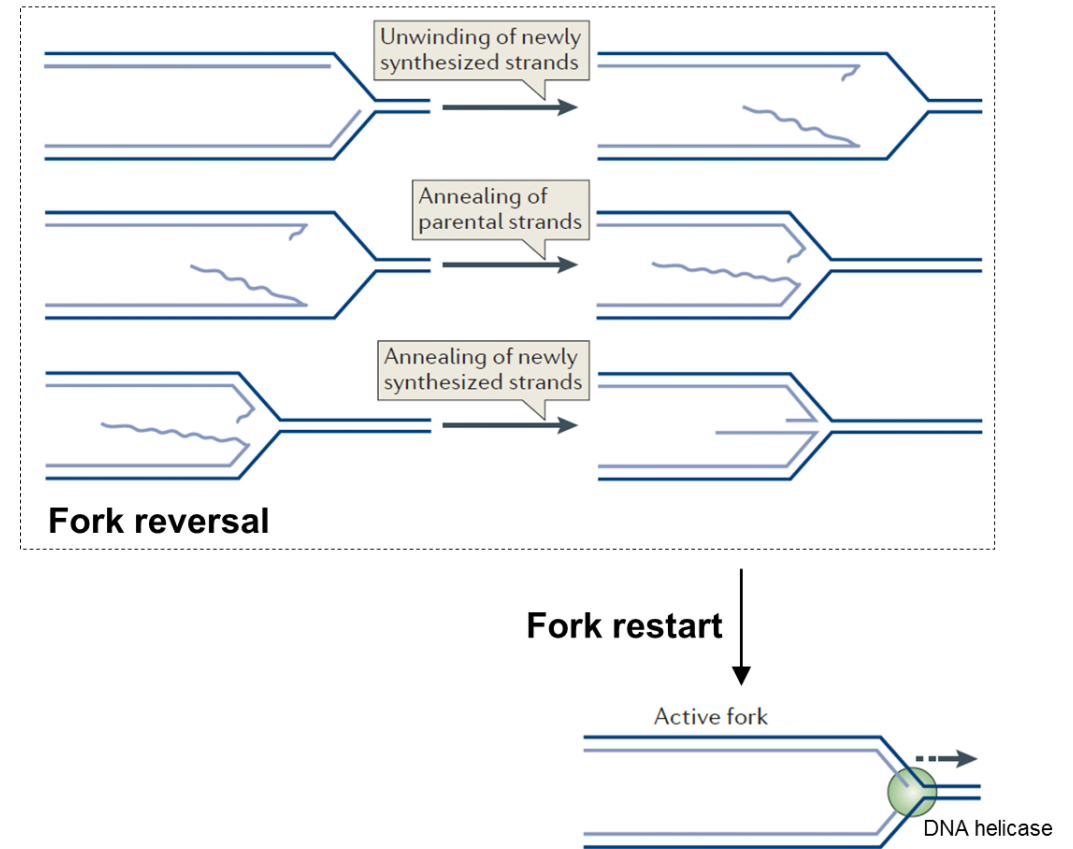 Unwinding of newly
synthesized strands
Annealing of
parental strands
Annealing of newly
synthesized strands
Fork reversal
Fork restart
Active fork
DNA helicase